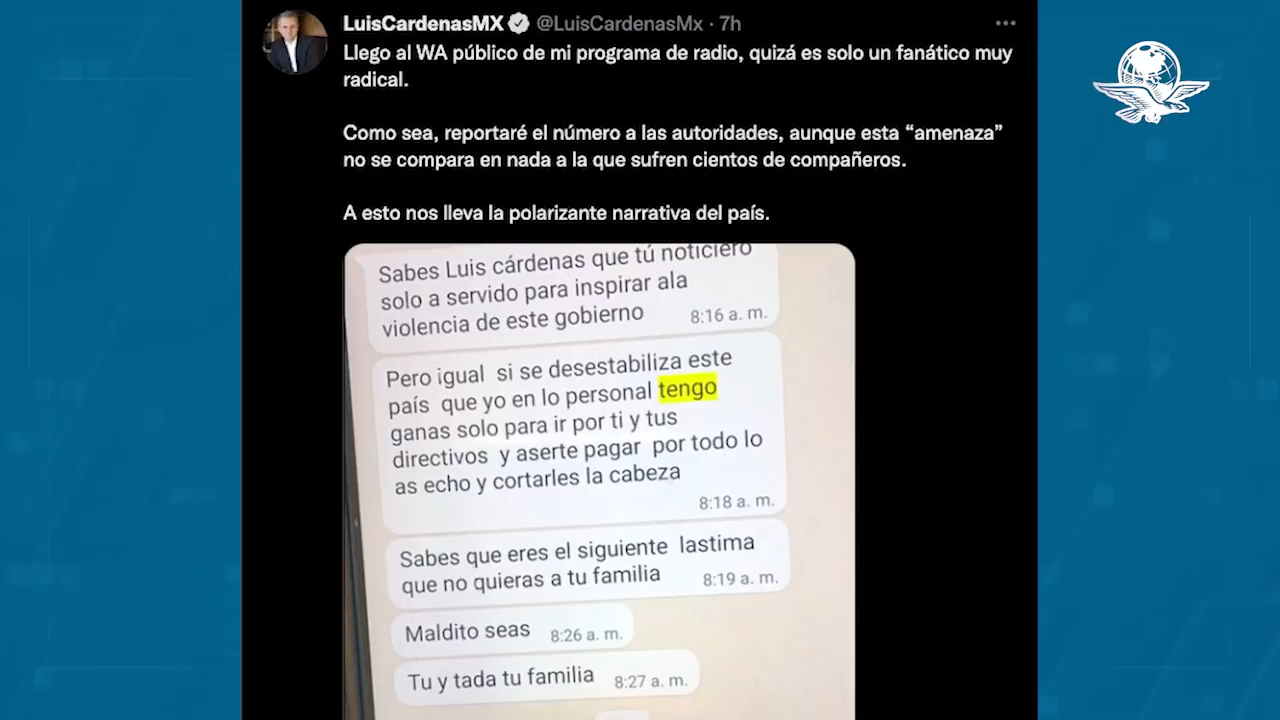 LuisCardenasMX @LuisCardenasMx · 7h
Llego al WA público de mi programa de radio, quizá es solo un fanático muy
radical.
Como sea, reportaré el número a las autoridades, aunque esta “amenaza”
no se compara en nada a la que sufren cientos de compañeros.
A esto nos lleva la polarizante narrativa del país.
Sabes Luis cárdenas que tú noticiero
solo a servido para inspirar ala
violencia de este gobierno 8:16 a. m.
Pero igual si se desestabiliza este
país que yo en lo personal tengo
ganas solo para ir por ti y tus
directivos y aserte pagar por todo lo
as echo y cortarles la cabeza
8:18 a. m.
Sabes que eres el siguiente lastima
que no quieras a tu familia 8:19 a. m.
Maldito seas 8:26 a. m.
Tu y tada tu familia 8:27 a. m.